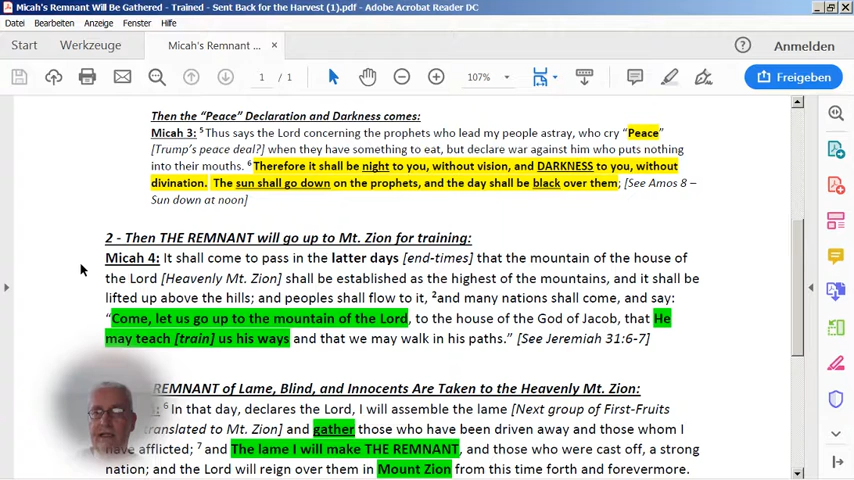 Micah's Remnant Will Be Gathered - Trained - Sent Back for the Harvest (1).pdf - Adobe Acrobat Reader DC
Datei Bearbeiten Anzeige Fenster Hilfe
Start Werkzeuge Micah's Remnant ... × Anmelden
1 / 1 107% Freigeben
Then the "Peace" Declaration and Darkness comes:
Micah 3: 5 Thus says the Lord concerning the prophets who lead my people astray, who cry "Peace"
[Trump's peace deal?] when they have something to eat, but declare war against him who puts nothing
into their mouths. 6 Therefore it shall be night to you, without vision, and DARKNESS to you, without
divination. The sun shall go down on the prophets, and the day shall be black over them; [See Amos 8 –
Sun down at noon]
2 - Then THE REMNANT will go up to Mt. Zion for training:
Micah 4: It shall come to pass in the latter days [end-times] that the mountain of the house of
the Lord [Heavenly Mt. Zion] shall be established as the highest of the mountains, and it shall be
lifted up above the hills; and peoples shall flow to it, 2 and many nations shall come, and say:
"Come, let us go up to the mountain of the Lord, to the house of the God of Jacob, that He
may teach [train] us his ways and that we may walk in his paths." [See Jeremiah 31:6-7]
REMNANT of Lame, Blind, and Innocents Are Taken to the Heavenly Mt. Zion:
6 In that day, declares the Lord, I will assemble the lame [Next group of First-Fruits
translated to Mt. Zion] and gather those who have been driven away and those whom I
have afflicted; 7 and The lame I will make THE REMNANT, and those who were cast off, a strong
nation; and the Lord will reign over them in Mount Zion from this time forth and forevermore.